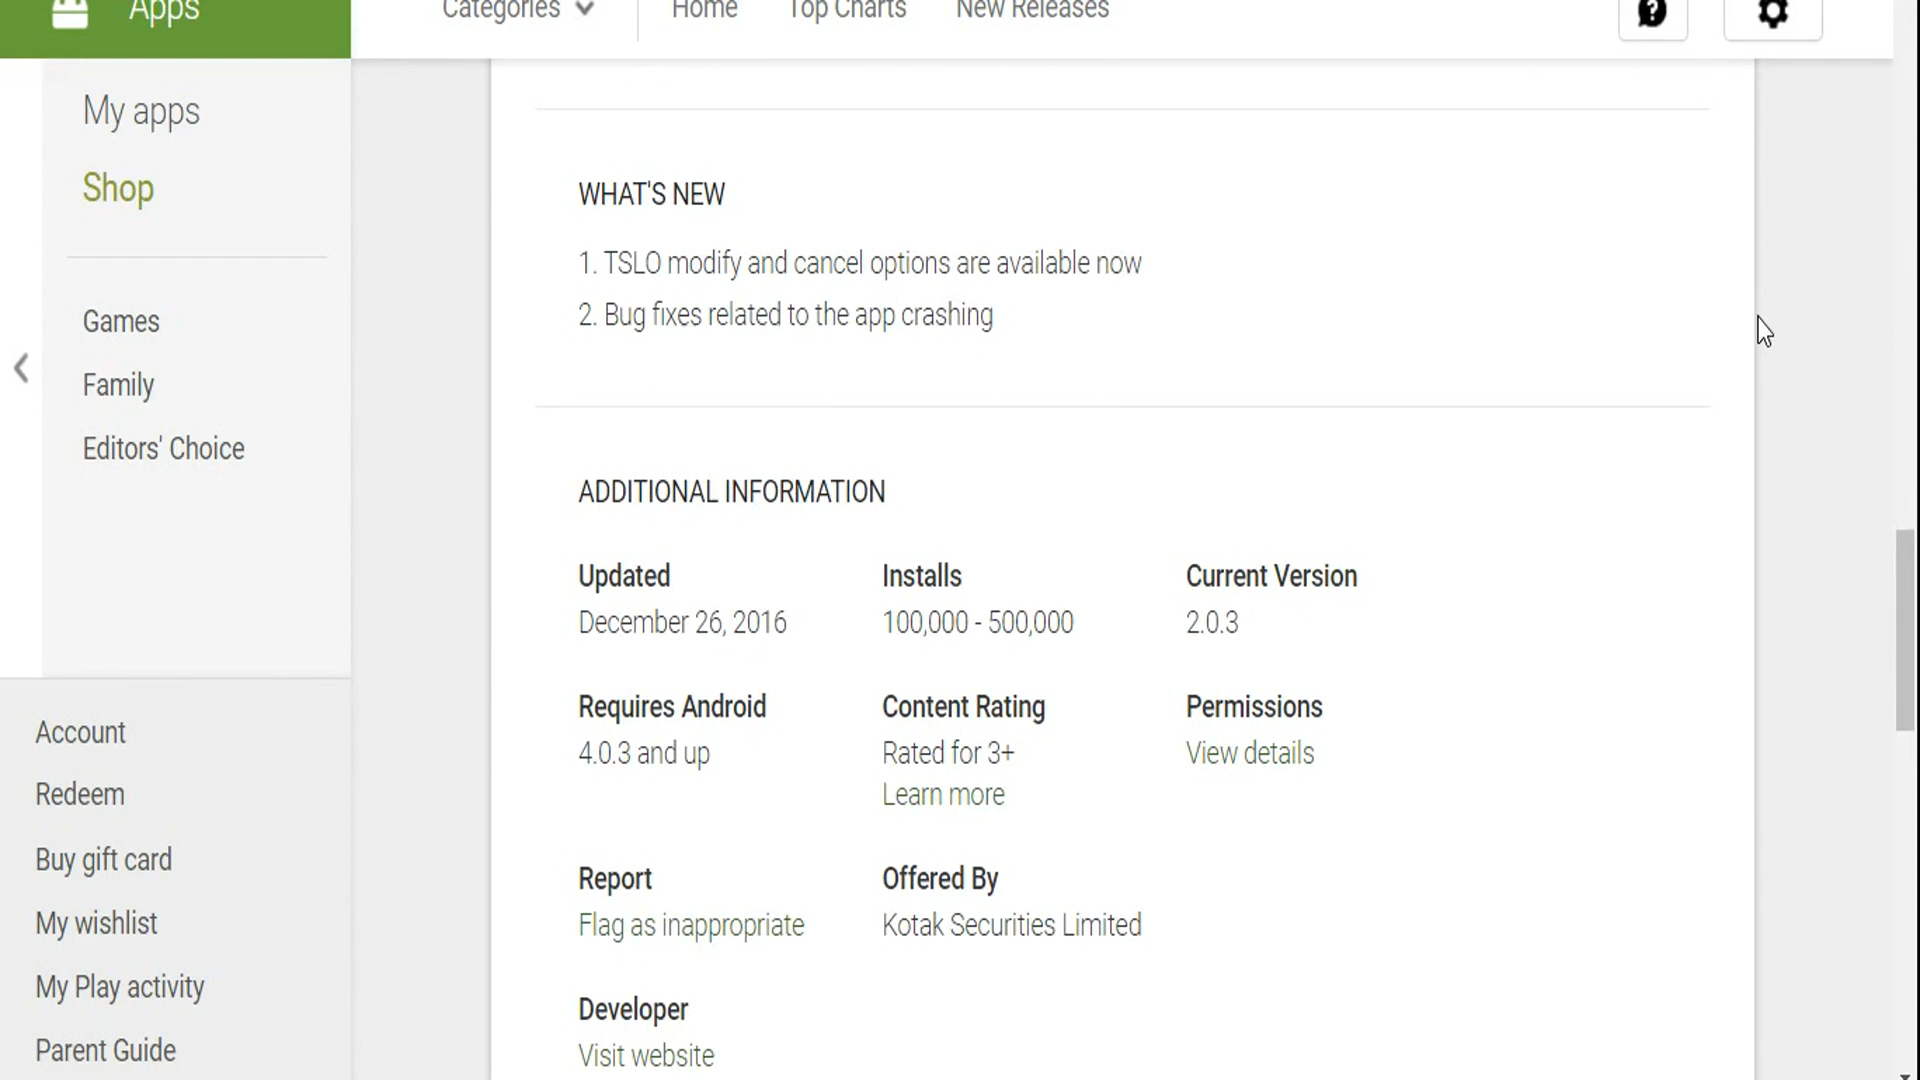 Apps
Categories
Home
Top Charts
New Releases
My apps
Shop
Games
Family
Editors' Choice
Account
Redeem
Buy gift card
My wishlist
My Play activity
Parent Guide
WHAT'S NEW
1. TSLO modify and cancel options are available now
2. Bug fixes related to the app crashing
ADDITIONAL INFORMATION
Updated
December 26, 2016
Installs
100,000 - 500,000
Current Version
2.0.3
Requires Android
4.0.3 and up
Content Rating
Rated for 3+
Learn more
Permissions
View details
Report
Flag as inappropriate
Offered By
Kotak Securities Limited
Developer
Visit website